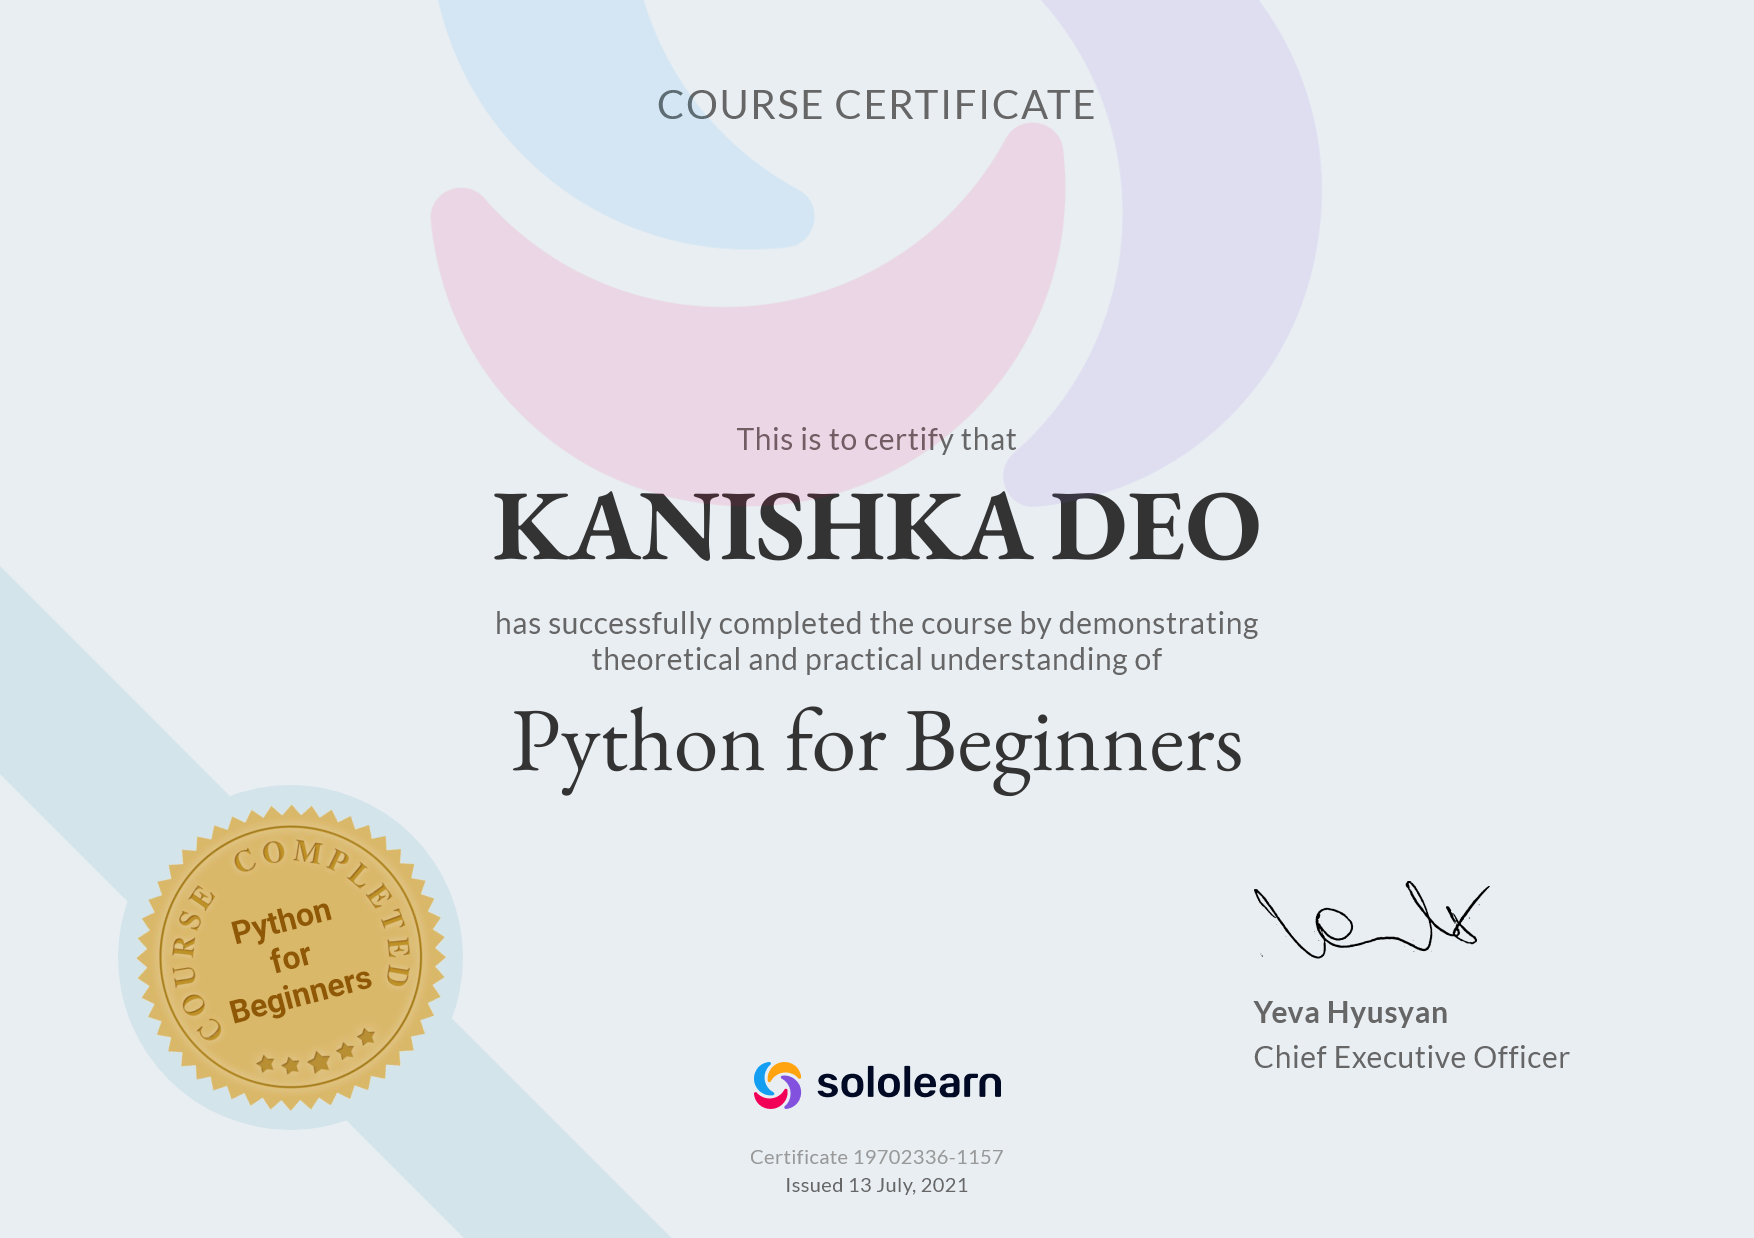 COURSE CERTIFICATE
This is to certify that
KANISHKA DEO
has successfully completed the course by demonstrating
theoretical and practical understanding of
Python for Beginners
COURSE COMPLETED
Python
for
Beginners
Yeva Hyusyan
Chief Executive Officer
sololearn
Certificate 19702336-1157
Issued 13 July, 2021